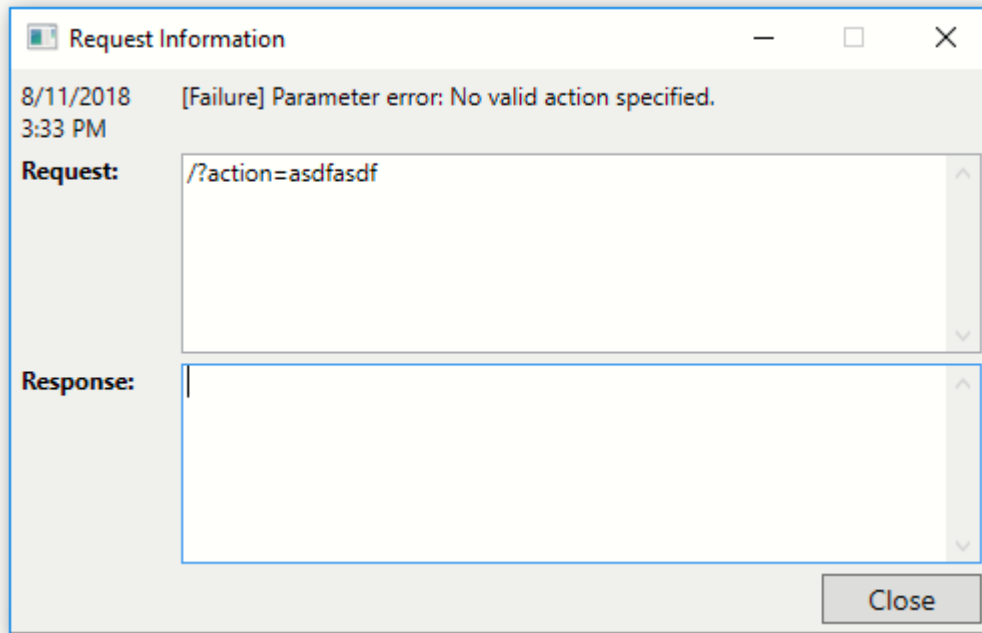 Request Information
8/11/2018 [Failure] Parameter error: No valid action specified.
3:33 PM
Request: /?action=asdfasdf
Response:
Close